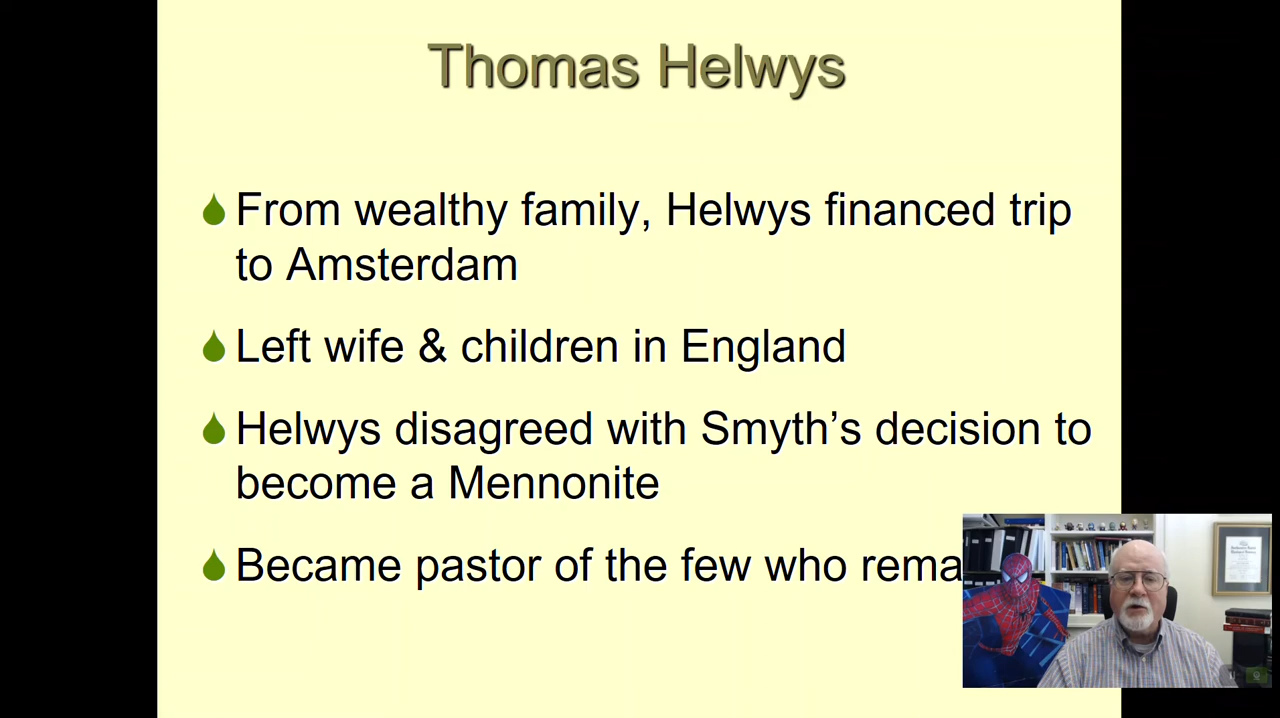 Thomas Helwys
From wealthy family, Helwys financed trip
to Amsterdam
Left wife & children in England
Helwys disagreed with Smyth’s decision to
become a Mennonite
Became pastor of the few who